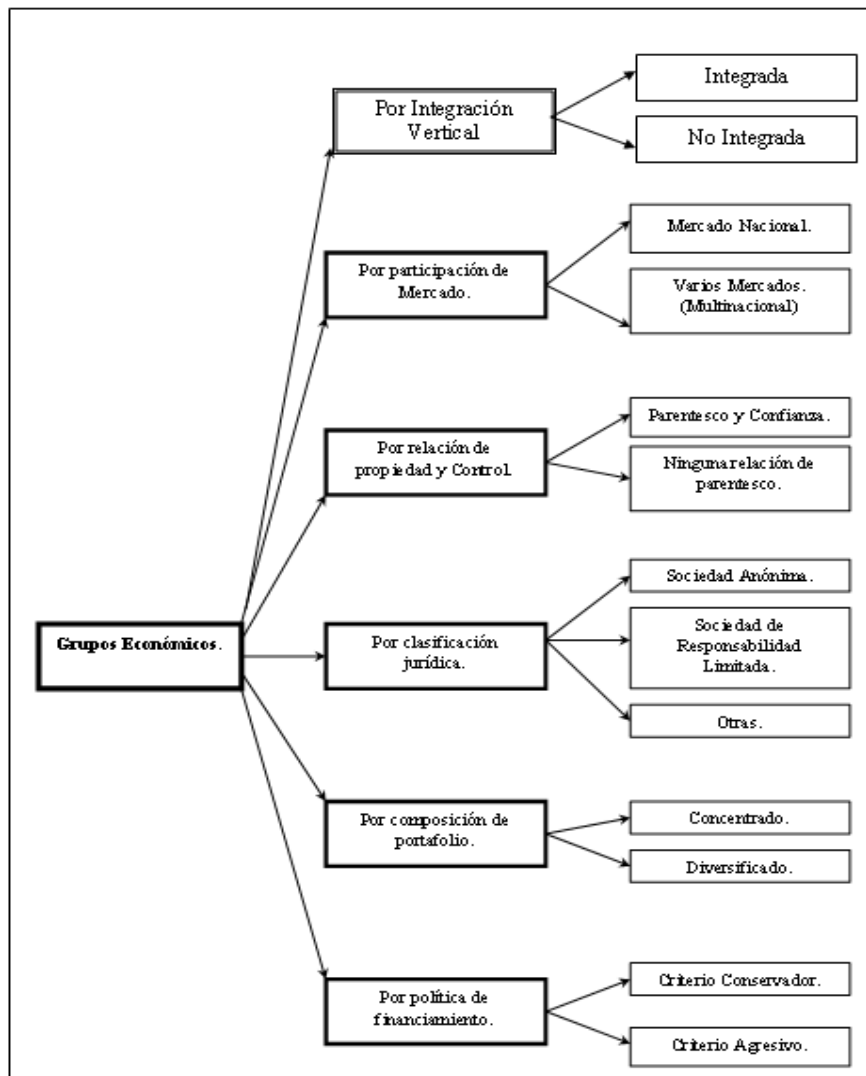 Por Integración
Vertical
Integrada
No Integrada
Por participación de
Mercado.
Mercado Nacional.
Varios Mercados.
(Multinacional)
Por relación de
propiedad y Control.
Parentesco y Confianza.
Ninguna relación de
parentesco.
Grupos Económicos.
Por clasificación
jurídica.
Sociedad Anónima.
Sociedad de
Responsabilidad
Limitada.
Otras.
Por composición de
portafolio.
Concentrado.
Diversificado.
Por política de
financiamiento.
Criterio Conservador.
Criterio Agresivo.